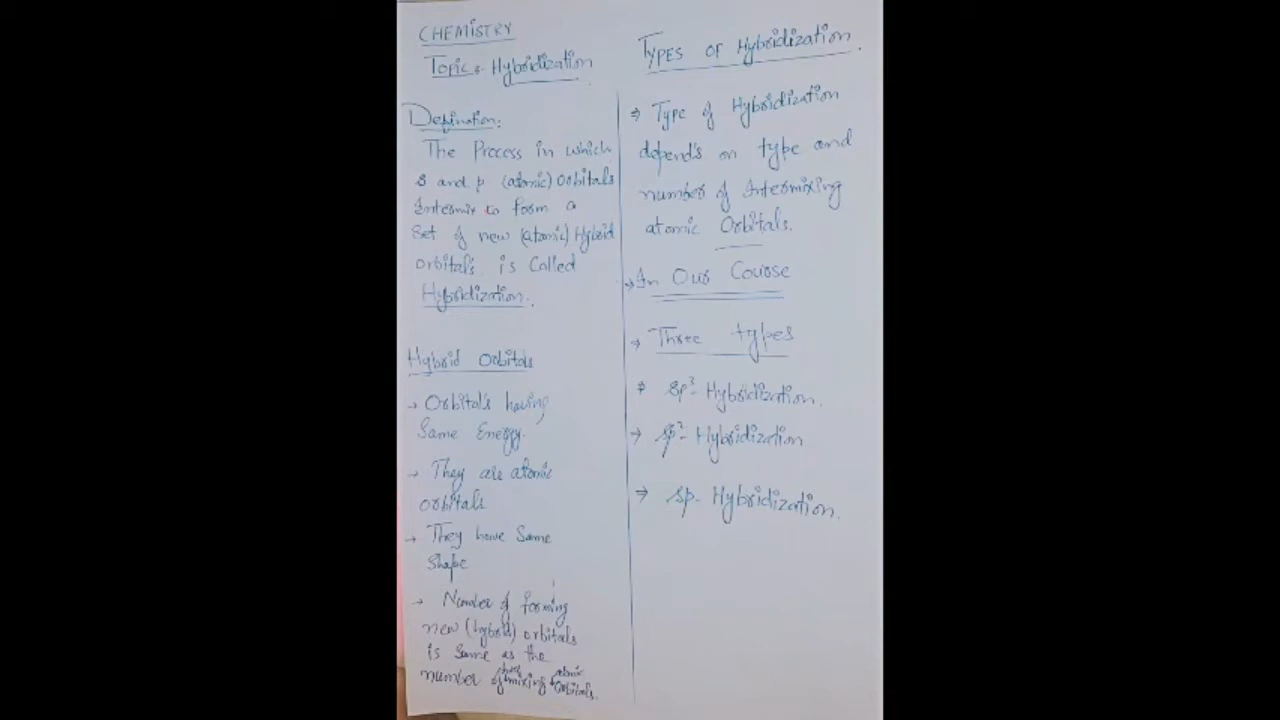 CHEMISTRY
Topic:- Hybridization
Defination:
The Process in which
s and p (atomic) Orbitals
Intermix to form a
Set of new (atomic) Hybrid
orbitals. is Called
Hybridization.
Hybrid Orbitals
→ Orbitals having
Same Energy.
→ They are atomic
orbitals
→ They have Same
Shape
→ Number of forming
new (hybrid) orbitals
is same as the
number of mixing atomic Orbitals.
TYPES OF Hybridization.
⇒ Type of Hybridization
depend's on type and
number of Intermixing
atomic Orbitals.
→ In Our Course
→ Three types
⇒ sp³- Hybridization.
→ sp²- Hybridization
⇒ sp- Hybridization.